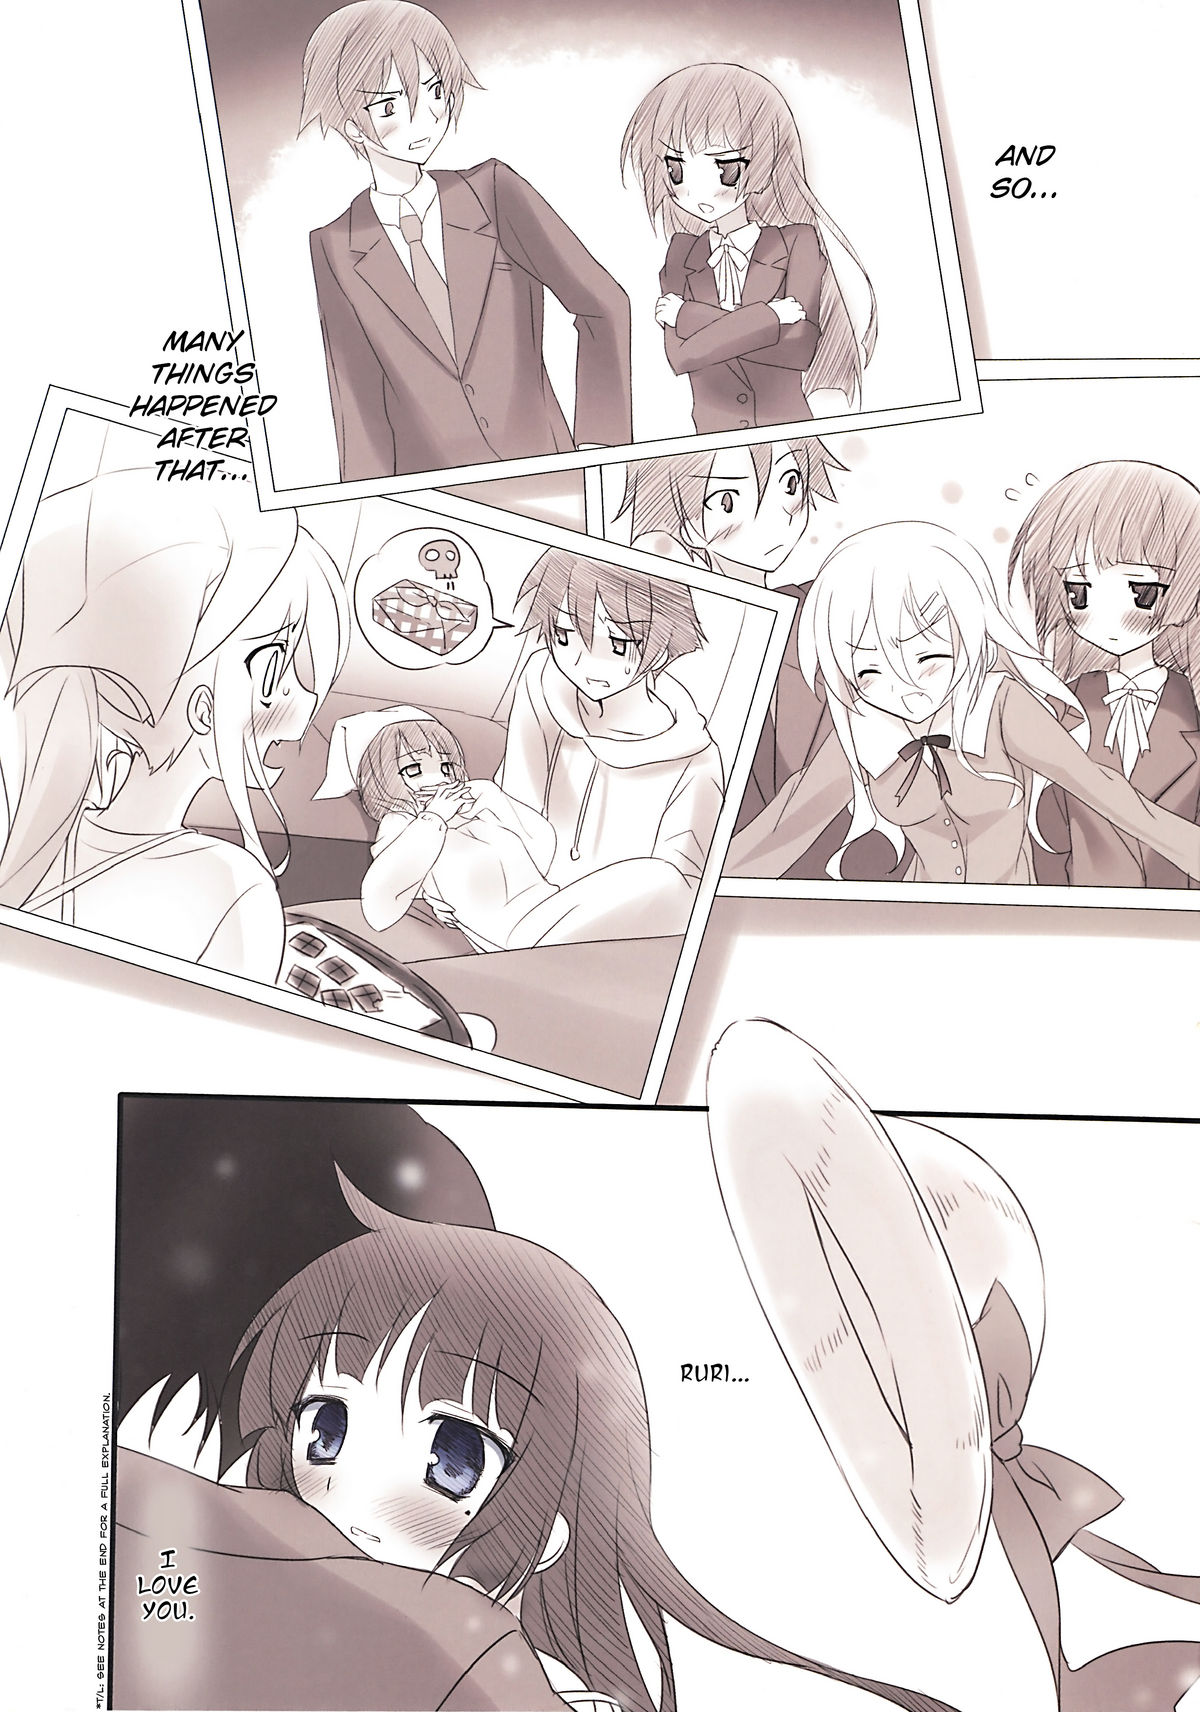 AND
SO...
MANY
THINGS
HAPPENED
AFTER
THAT...
RURI...
I
LOVE
YOU.
*T/L: SEE NOTES AT THE END FOR A FULL EXPLANATION.